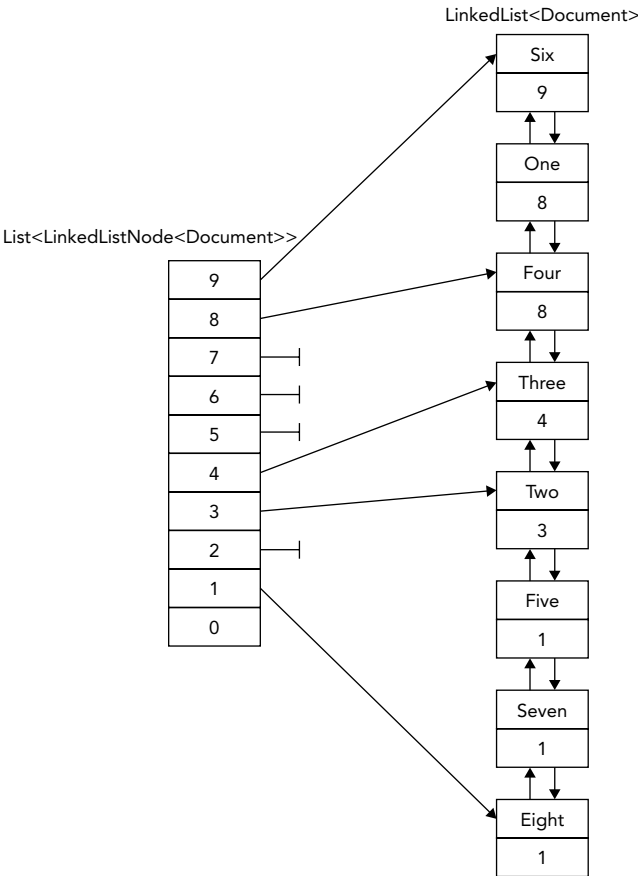 LinkedList<Document>
Six
9
One
8
List<LinkedListNode<Document>>
Four
9
8
8
7
Three
6
4
5
4
Two
3
3
2
Five
1
1
0
Seven
1
Eight
1